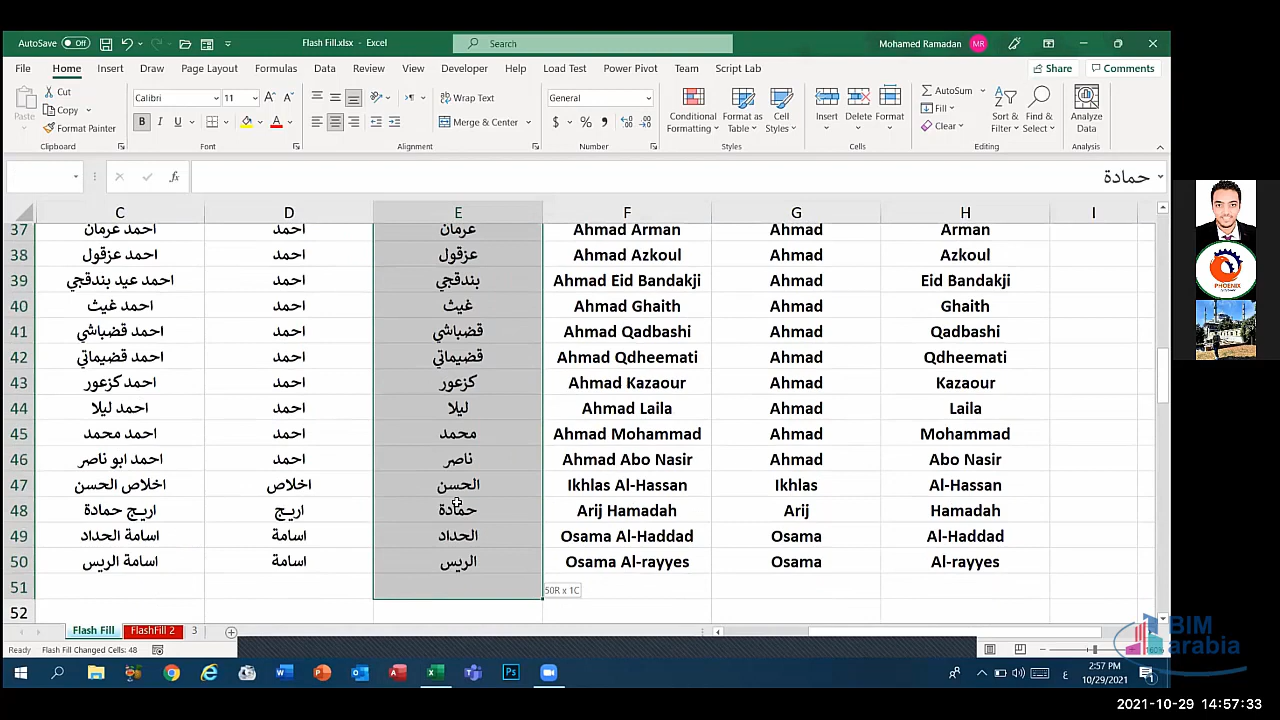 AutoSave Off Flash Fill.xlsx - Excel Search Mohamed Ramadan MR
File Home Insert Draw Page Layout Formulas Data Review View Developer Help Load Test Power Pivot Team Script Lab Share Comments
Paste Cut Copy Format Painter Clipboard
Calibri 11 B I U A Font
Wrap Text Merge & Center Alignment
General $ % Number
Conditional Formatting Format as Table Cell Styles Styles
Insert Delete Format Cells
AutoSum Fill Clear Sort & Filter Find & Select Editing
Analyze Data Analysis
fx حمادة
C D E F G H I
37 احمد عرمان احمد عرمان Ahmad Arman Ahmad Arman
38 احمد عزقول احمد عزقول Ahmad Azkoul Ahmad Azkoul
39 احمد عيد بندقجي احمد بندقجي Ahmad Eid Bandakji Ahmad Eid Bandakji
40 احمد غيث احمد غيث Ahmad Ghaith Ahmad Ghaith
41 احمد قضباشي احمد قضباشي Ahmad Qadbashi Ahmad Qadbashi
42 احمد قضيماتي احمد قضيماتي Ahmad Qdheemati Ahmad Qdheemati
43 احمد كزعور احمد كزعور Ahmad Kazaour Ahmad Kazaour
44 احمد ليلا احمد ليلا Ahmad Laila Ahmad Laila
45 احمد محمد احمد محمد Ahmad Mohammad Ahmad Mohammad
46 احمد ابو ناصر احمد ناصر Ahmad Abo Nasir Ahmad Abo Nasir
47 اخلاص الحسن اخلاص الحسن Ikhlas Al-Hassan Ikhlas Al-Hassan
48 اريج حمادة اريج حمادة Arij Hamadah Arij Hamadah
49 اسامة الحداد اسامة الحداد Osama Al-Haddad Osama Al-Haddad
50 اسامة الريس اسامة الريس Osama Al-rayyes Osama Al-rayyes
51 50R x 1C
52
Flash Fill FlashFill 2 3
Ready Flash Fill Changed Cells: 48 160%
2:57 PM
10/29/2021
PHOENIX
BIM arabia
2021-10-29 14:57:33